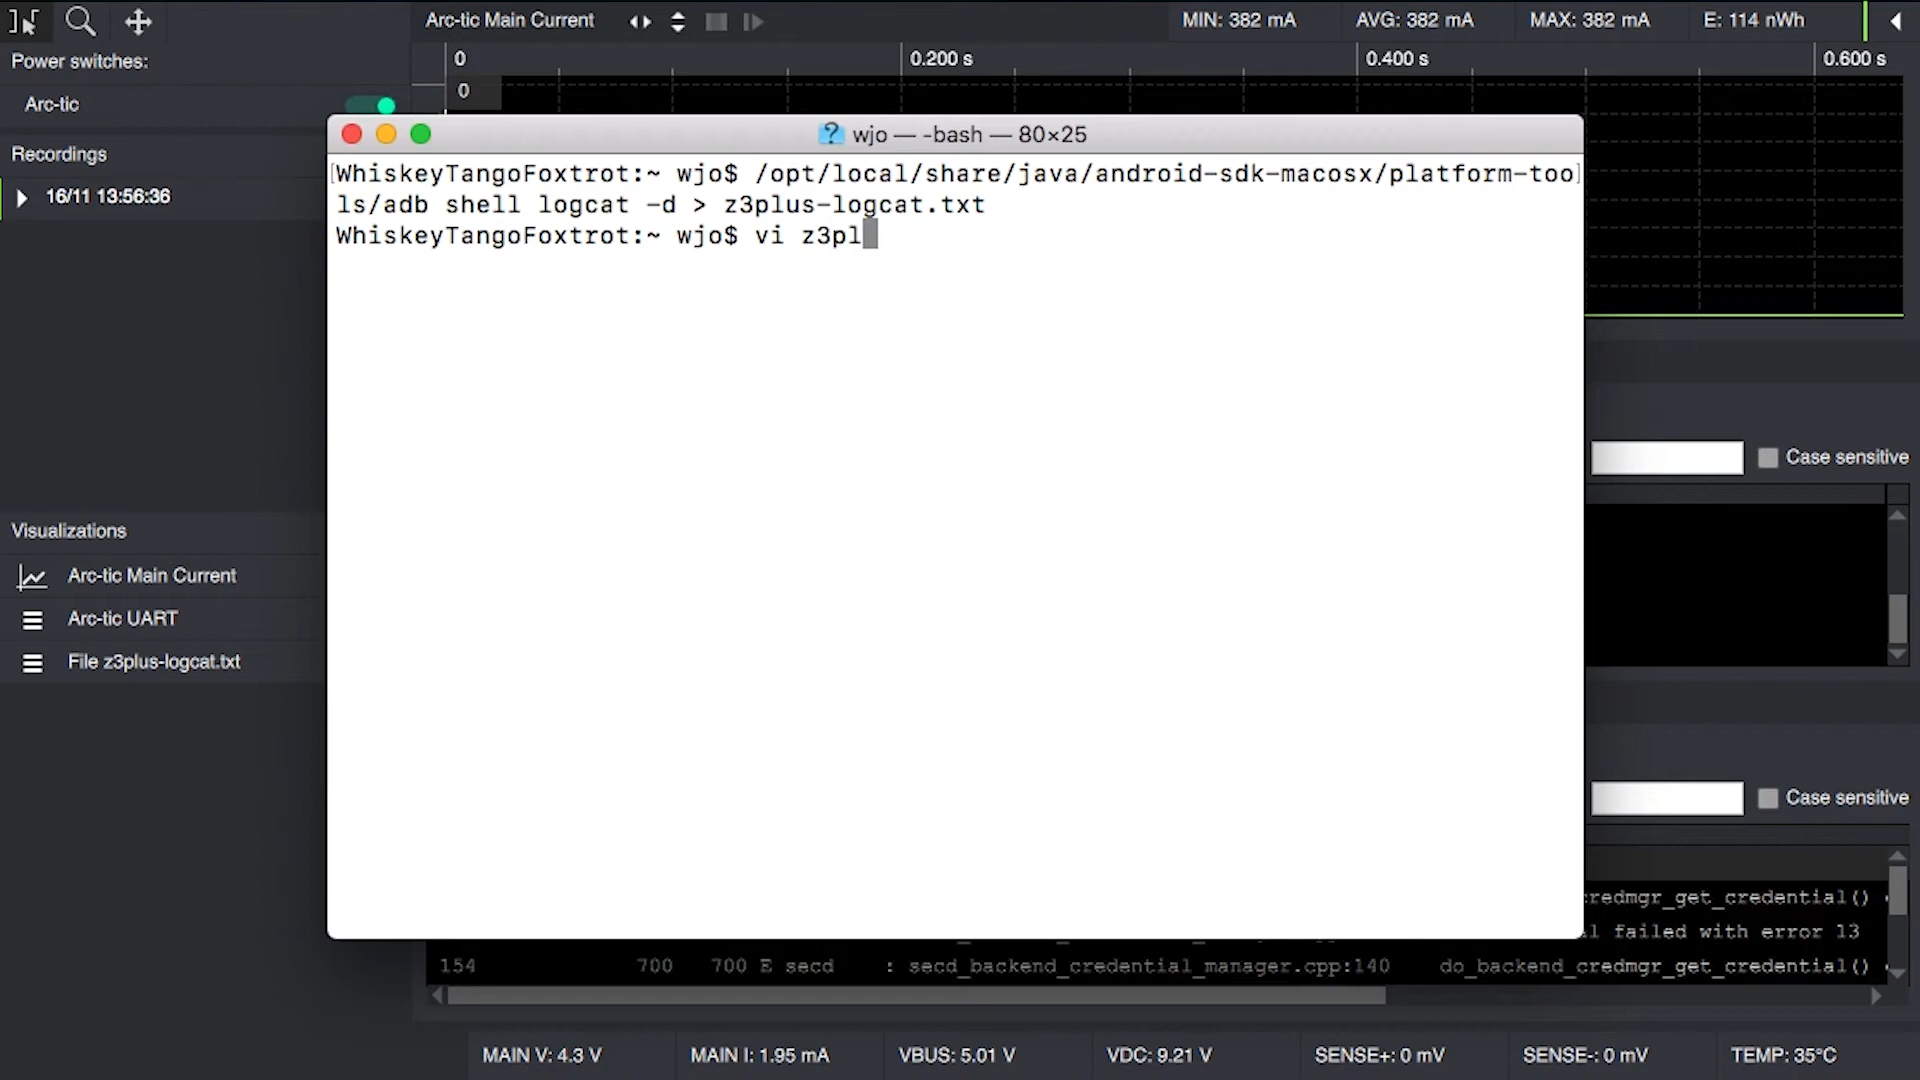 Arc-tic Main Current
MIN: 382 mA
AVG: 382 mA
MAX: 382 mA
E: 114 nWh
Power switches:
0
0.200 s
0.400 s
0.600 s
0
Arc-tic
Recordings
16/11 13:56:36
wjo — -bash — 80×25
[WhiskeyTangoFoxtrot:~ wjo$ /opt/local/share/java/android-sdk-macosx/platform-too]
ls/adb shell logcat -d > z3plus-logcat.txt
WhiskeyTangoFoxtrot:~ wjo$ vi z3pl
Case sensitive
Visualizations
Arc-tic Main Current
Arc-tic UART
File z3plus-logcat.txt
Case sensitive
credmgr_get_credential()
failed with error 13
154 700 700 E secd : secd_backend_credential_manager.cpp:140 do_backend_credmgr_get_credential()
MAIN V: 4.3 V
MAIN I: 1.95 mA
VBUS: 5.01 V
VDC: 9.21 V
SENSE+: 0 mV
SENSE-: 0 mV
TEMP: 35°C